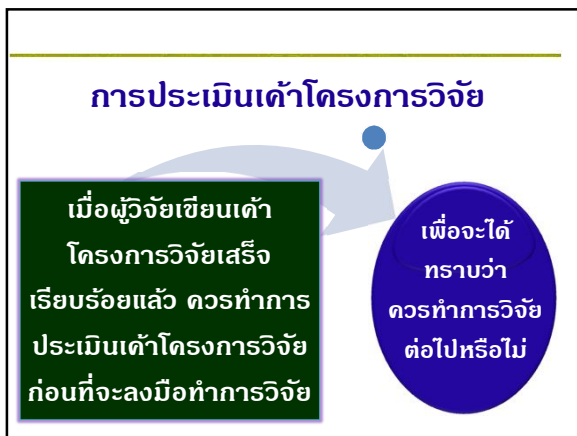 การประเมินเค้าโครงการวิจัย
เมื่อผู้วิจัยเขียนเค้า
โครงการวิจัยเสร็จ
เรียบร้อยแล้ว ควรทำการ
ประเมินเค้าโครงการวิจัย
ก่อนที่จะลงมือทำการวิจัย
เพื่อจะได้
ทราบว่า
ควรทำการวิจัย
ต่อไปหรือไม่